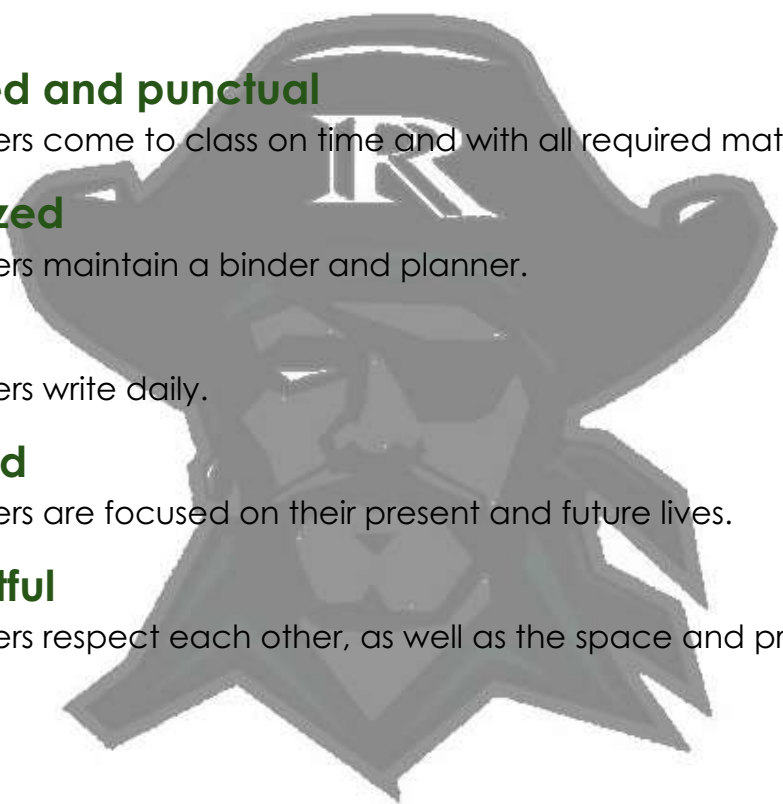 ed and punctual
ers come to class on time and with all required mat
R
zed
ers maintain a binder and planner.
ers write daily.
d
ers are focused on their present and future lives.
tful
ers respect each other, as well as the space and pr